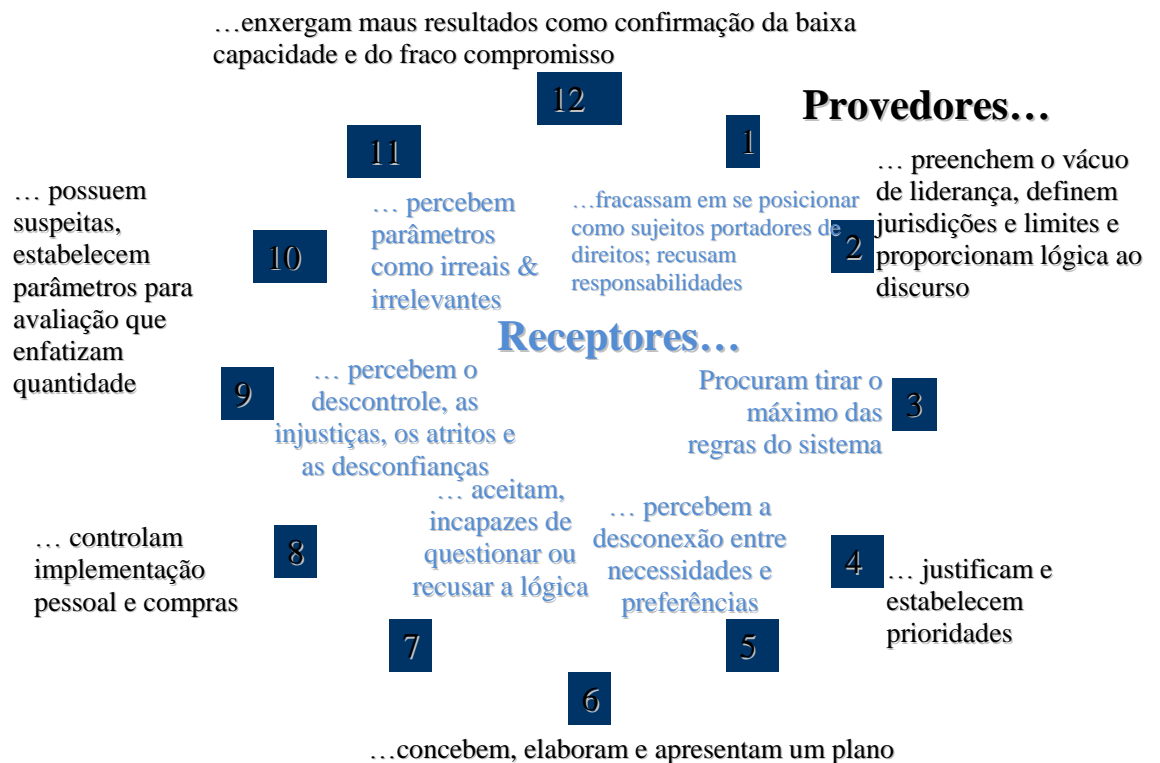 …enxergam maus resultados como confirmação da baixa
capacidade e do fraco compromisso
12
Provedores…
1
11
… preenchem o vácuo
de liderança, definem
jurisdições e limites e
proporcionam lógica ao
discurso
… possuem
suspeitas,
estabelecem
parâmetros para
avaliação que
enfatizam
quantidade
… percebem
parâmetros
como irreais &
irrelevantes
…fracassam em se posicionar
como sujeitos portadores de
direitos; recusam
responsabilidades
2
10
Receptores…
9
… percebem o
descontrole, as
injustiças, os atritos e
as desconfianças
Procuram tirar o
máximo das
regras do sistema
3
… aceitam,
incapazes de
questionar ou
recusar a lógica
… percebem a
desconexão entre
necessidades e
preferências
… controlam
implementação
pessoal e compras
8
4
… justificam e
estabelecem
prioridades
7
5
6
…concebem, elaboram e apresentam um plano